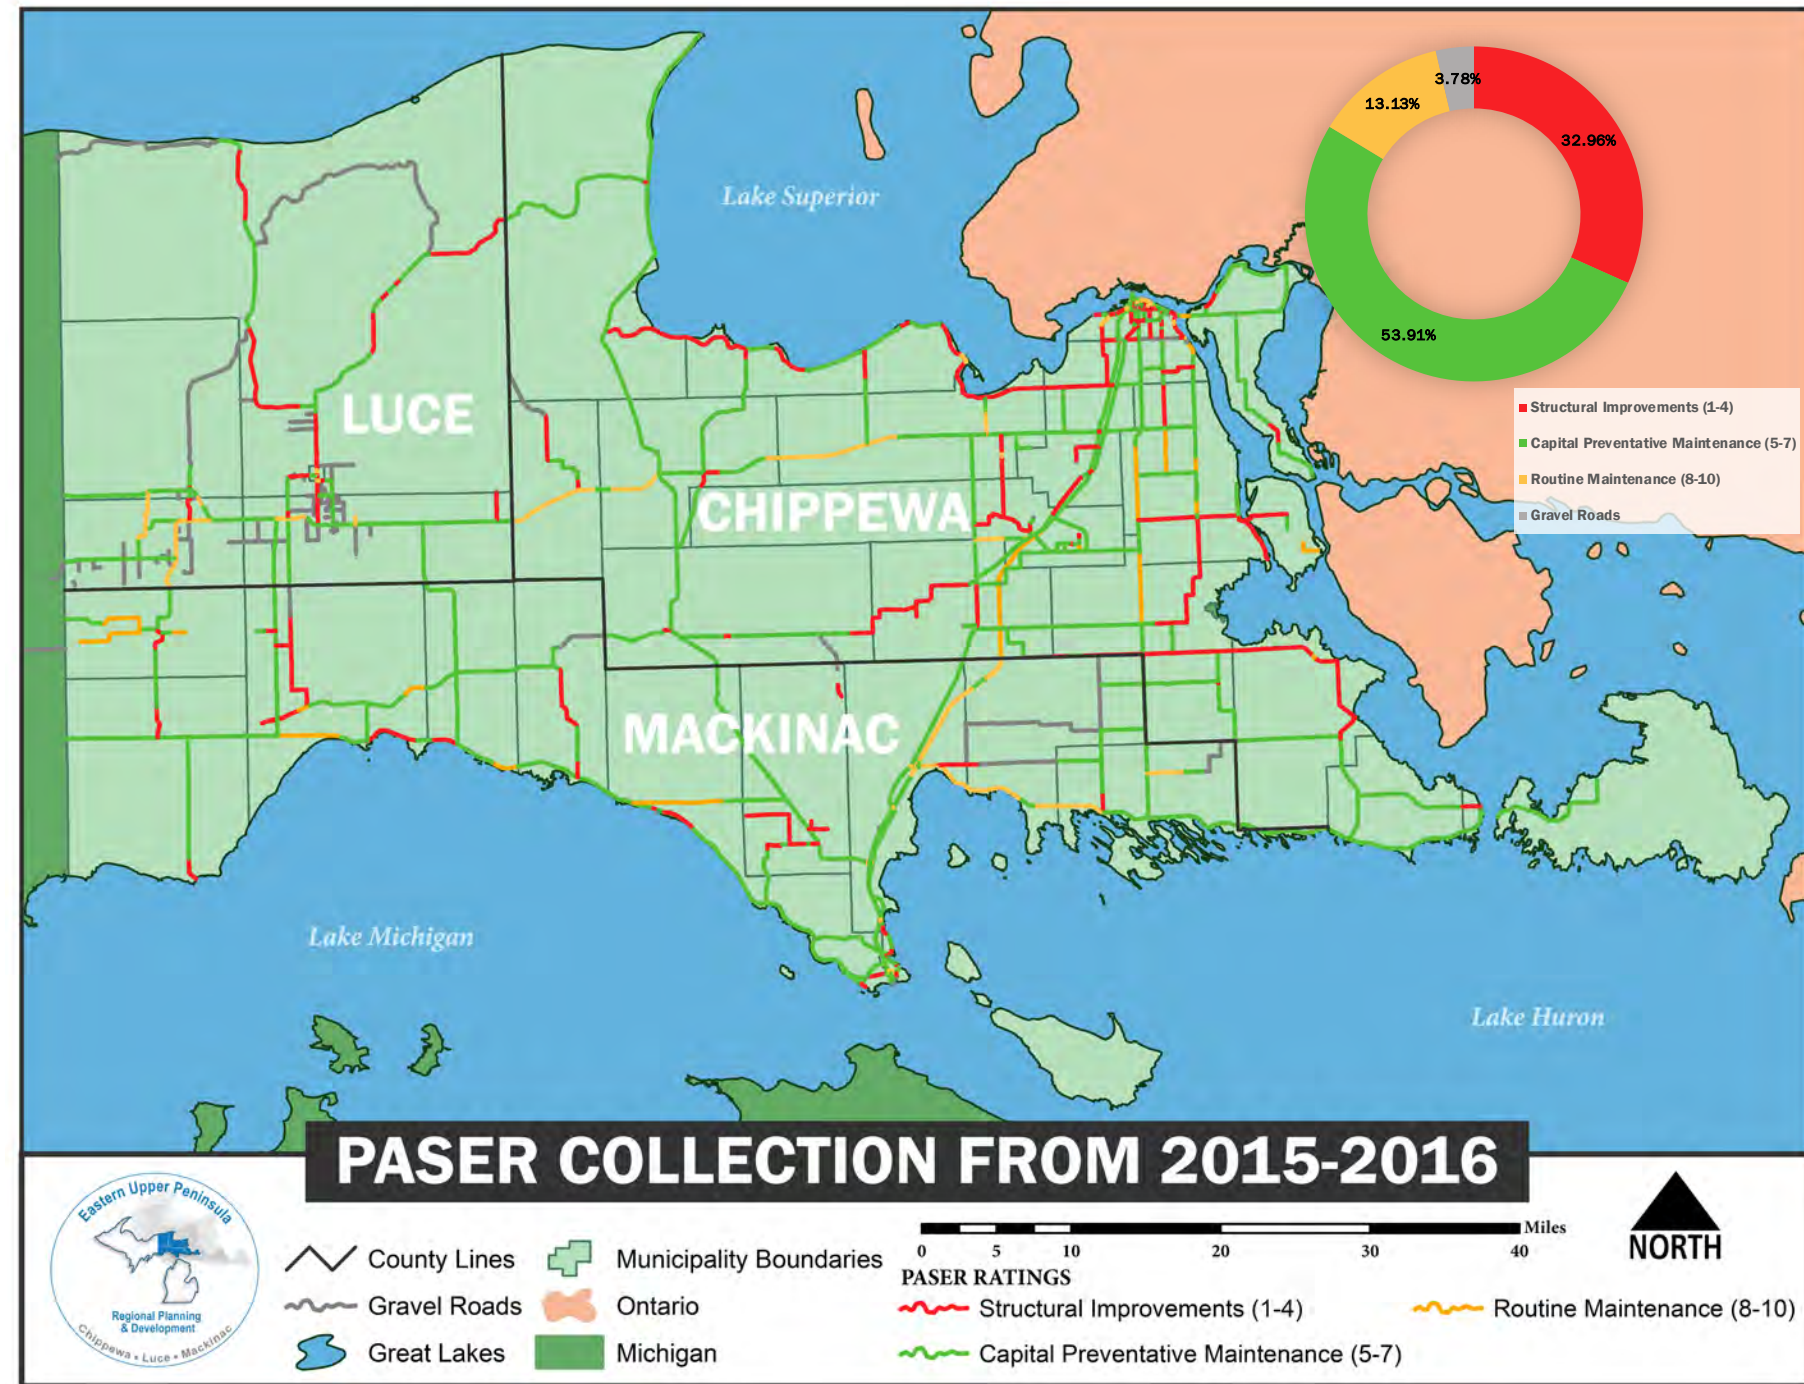 3.78%
13.13%
32.96%
53.91%
Lake Superior
Structural Improvements (1-4)
Capital Preventative Maintenance (5-7)
Routine Maintenance (8-10)
Gravel Roads
LUCE
CHIPPEWA
MACKINAC
Lake Michigan
Lake Huron
PASER COLLECTION FROM 2015-2016
Eastern Upper Peninsula
Regional Planning
& Development
Chippewa • Luce • Mackinac
County Lines
Gravel Roads
Great Lakes
Municipality Boundaries
Ontario
Michigan
Miles
0 5 10 20 30 40
PASER RATINGS
Structural Improvements (1-4)
Capital Preventative Maintenance (5-7)
Routine Maintenance (8-10)
NORTH